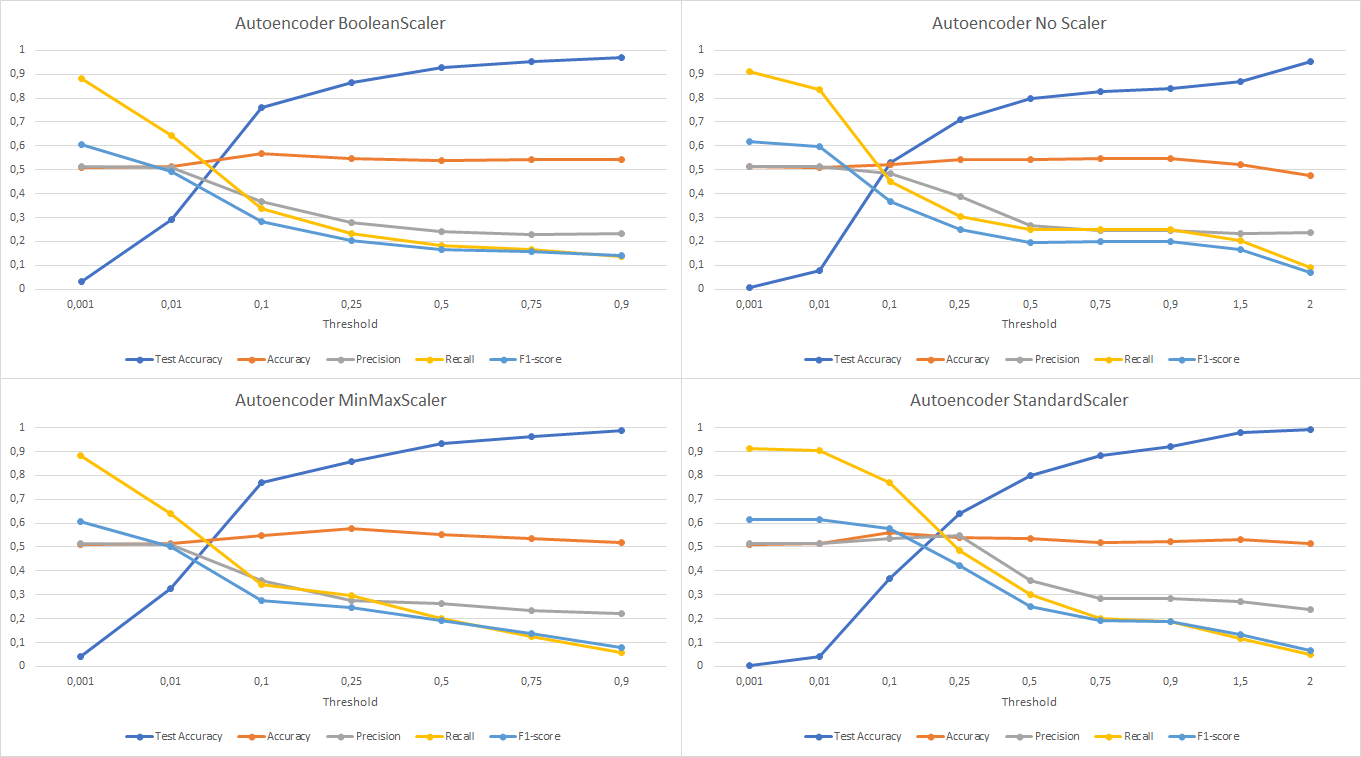 Autoencoder BooleanScaler
1
0,9
0,8
0,7
0,6
0,5
0,4
0,3
0,2
0,1
0
0,001 0,01 0,1 0,25 0,5 0,75 0,9
Threshold
Test Accuracy Accuracy Precision Recall F1-score
Autoencoder No Scaler
1
0,9
0,8
0,7
0,6
0,5
0,4
0,3
0,2
0,1
0
0,001 0,01 0,1 0,25 0,5 0,75 0,9 1,5 2
Threshold
Test Accuracy Accuracy Precision Recall F1-score
Autoencoder MinMaxScaler
1
0,9
0,8
0,7
0,6
0,5
0,4
0,3
0,2
0,1
0
0,001 0,01 0,1 0,25 0,5 0,75 0,9
Threshold
Test Accuracy Accuracy Precision Recall F1-score
Autoencoder StandardScaler
1
0,9
0,8
0,7
0,6
0,5
0,4
0,3
0,2
0,1
0
0,001 0,01 0,1 0,25 0,5 0,75 0,9 1,5 2
Threshold
Test Accuracy Accuracy Precision Recall F1-score